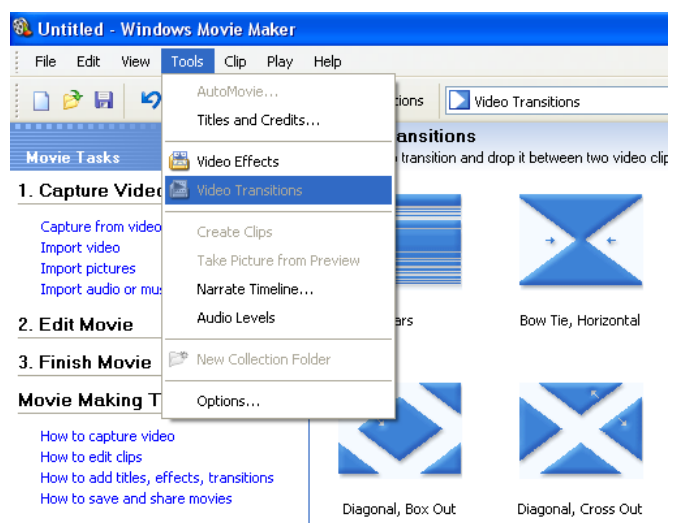 Untitled - Windows Movie Maker
File Edit View Tools Clip Play Help
AutoMovie...
Titles and Credits...
Video Effects
Video Transitions
Create Clips
Take Picture from Preview
Narrate Timeline...
Audio Levels
New Collection Folder
Options...
Video Transitions
transition and drop it between two video clip
Movie Tasks
1. Capture Video
Capture from video
Import video
Import pictures
Import audio or mus
2. Edit Movie
3. Finish Movie
Movie Making T
How to capture video
How to edit clips
How to add titles, effects, transitions
How to save and share movies
ars
Bow Tie, Horizontal
Diagonal, Box Out
Diagonal, Cross Out